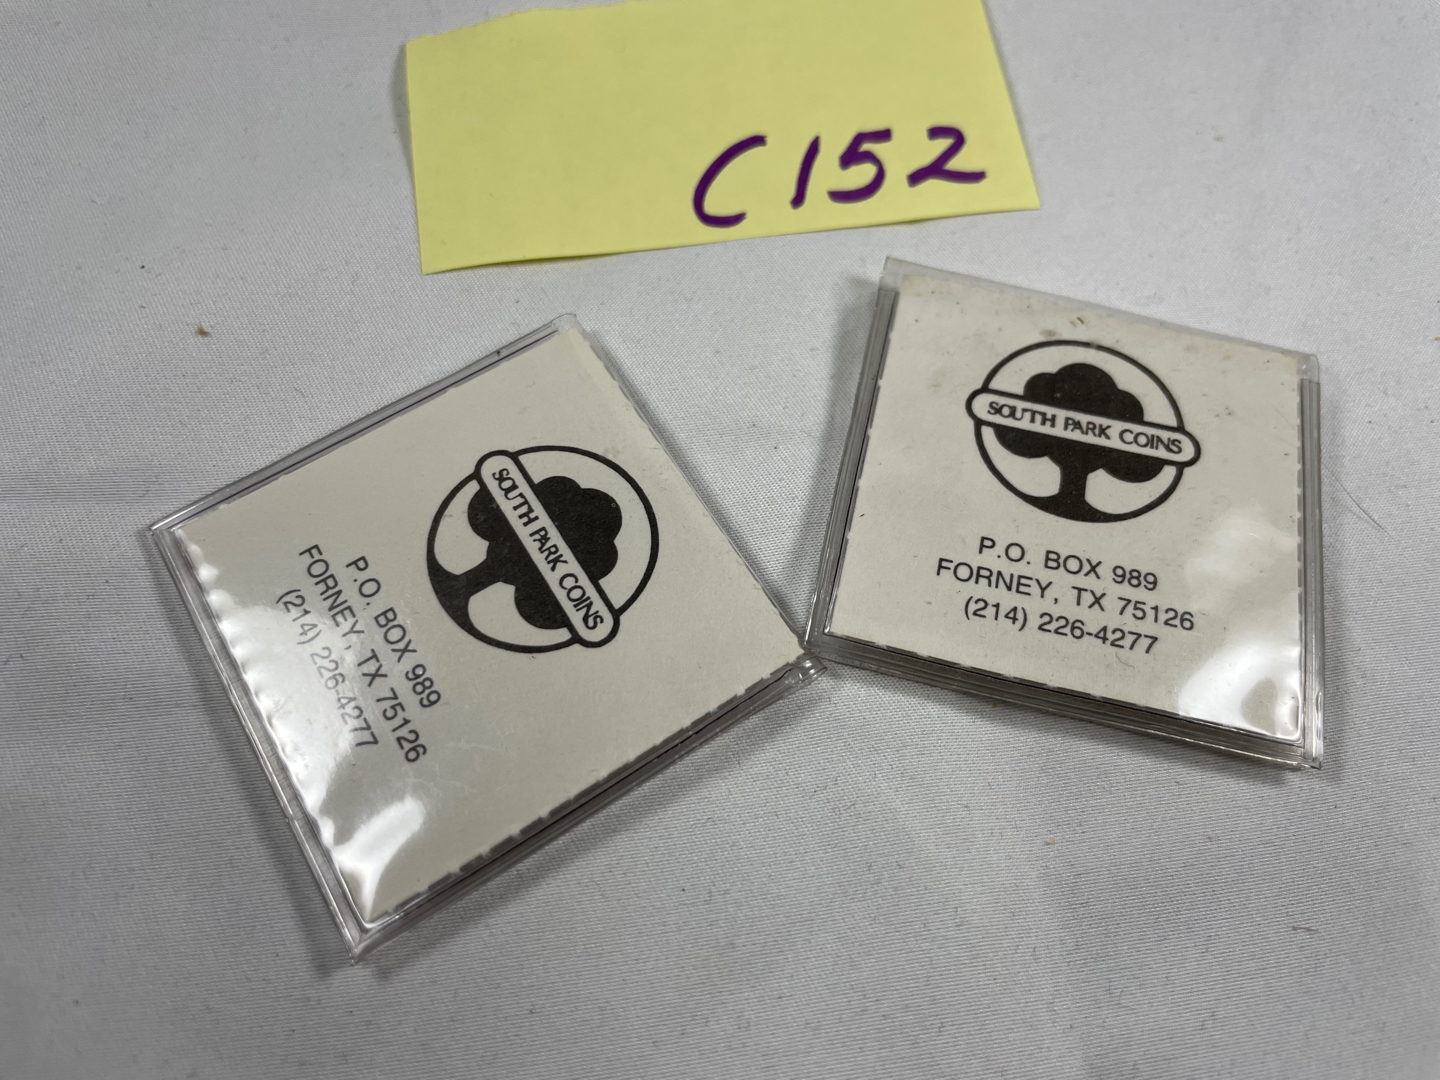 C152
SOUTH PARK COINS
P.O. BOX 989
FORNEY, TX 75126
(214) 226-4277
SOUTH PARK COINS
P.O. BOX 989
FORNEY, TX 75126
(214) 226-4277